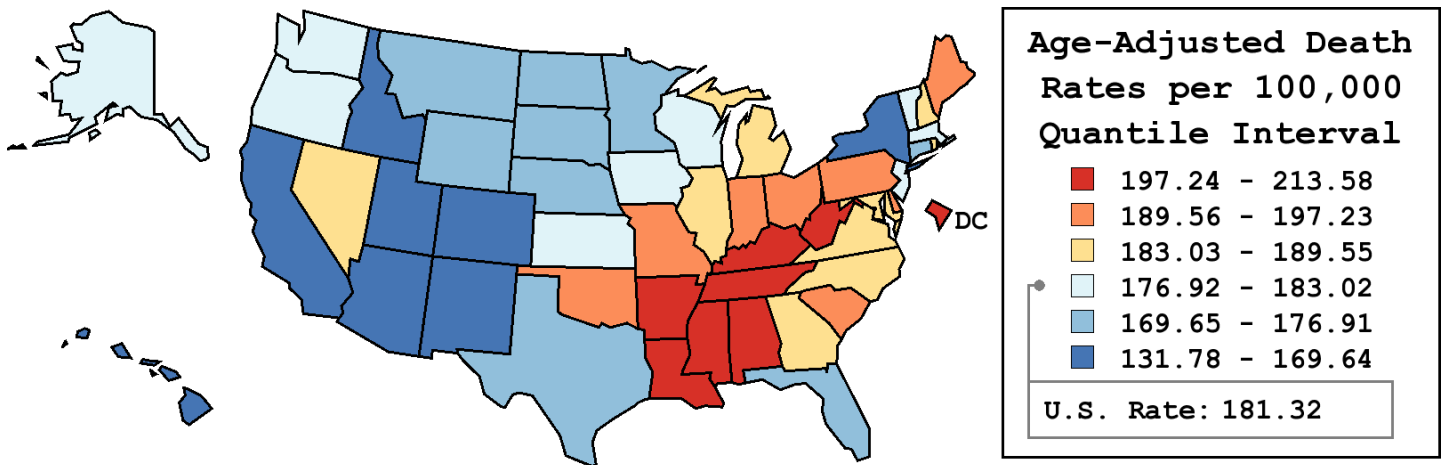 Age-Adjusted Death
Rates per 100,000
Quantile Interval
197.24 - 213.58
189.56 - 197.23
183.03 - 189.55
176.92 - 183.02
169.65 - 176.91
131.78 - 169.64
U.S. Rate: 181.32
DC